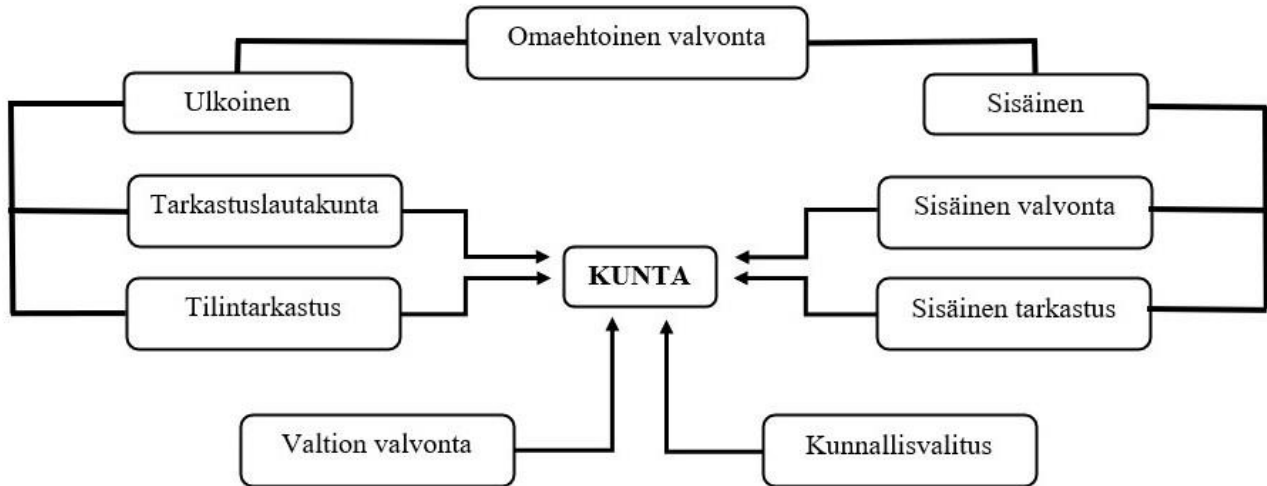 Omaehtoinen valvonta
Ulkoinen
Sisäinen
Tarkastuslautakunta
Sisäinen valvonta
KUNTA
Tilintarkastus
Sisäinen tarkastus
Valtion valvonta
Kunnallisvalitus